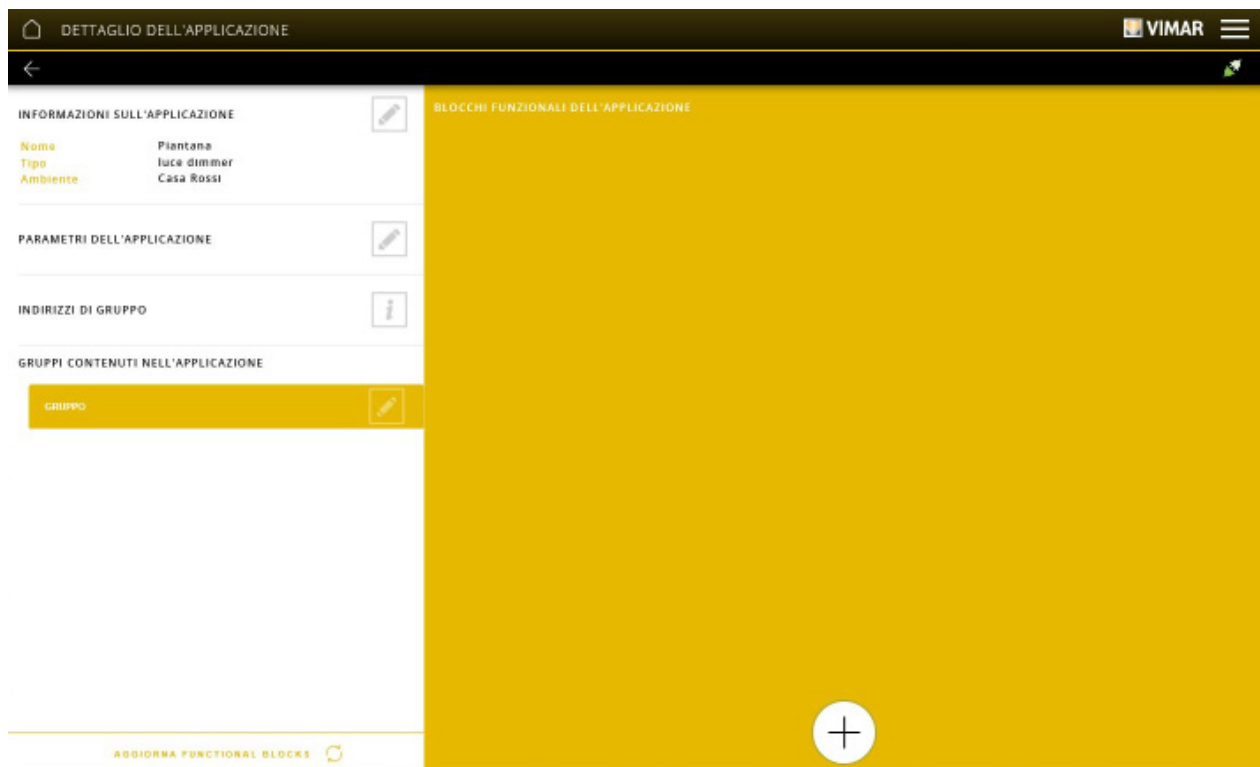 DETTAGLIO DELL'APPLICAZIONE
VIMAR
INFORMAZIONI SULL'APPLICAZIONE
Nome Piantana
Tipo luce dimmer
Ambiente Casa Rossi
PARAMETRI DELL'APPLICAZIONE
INDIRIZZI DI GRUPPO
GRUPPI CONTENUTI NELL'APPLICAZIONE
GRUPPO
AGGIORNA FUNCTIONAL BLOCKS
BLOCCHI FUNZIONALI DELL'APPLICAZIONE